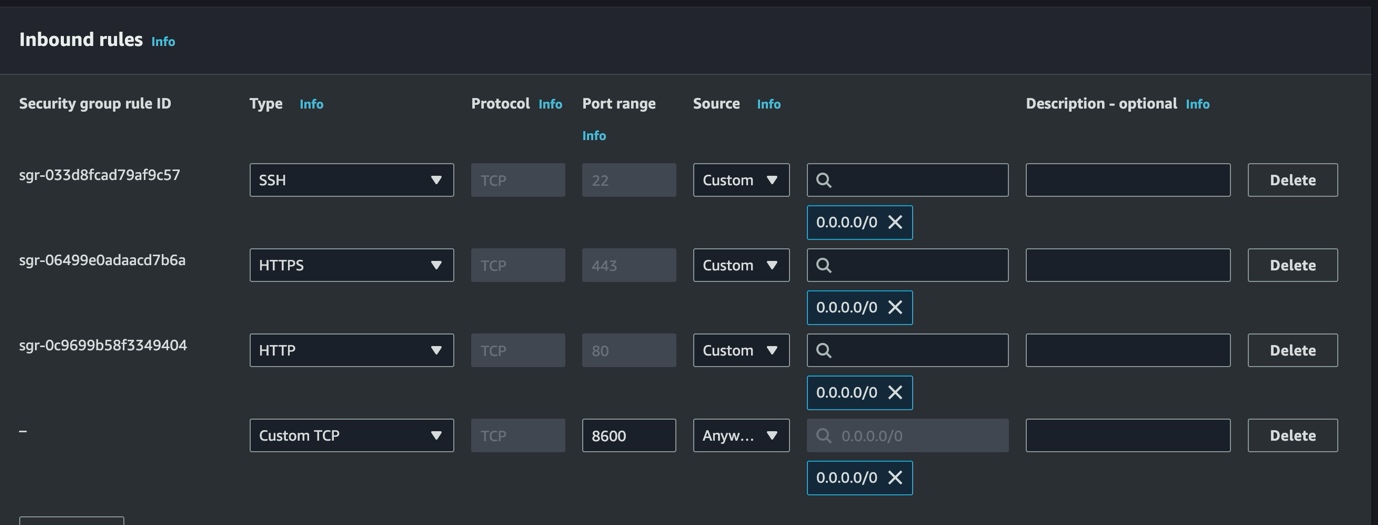 Inbound rules Info
Security group rule ID Type Info Protocol Info Port range Source Info Description - optional Info
Info
sgr-033d8fcad79af9c57 SSH TCP 22 Custom Delete
0.0.0.0/0
sgr-06499e0adaacd7b6a HTTPS TCP 443 Custom Delete
0.0.0.0/0
sgr-0c9699b58f3349404 HTTP TCP 80 Custom Delete
0.0.0.0/0
– Custom TCP TCP 8600 Anyw... 0.0.0.0/0 Delete
0.0.0.0/0